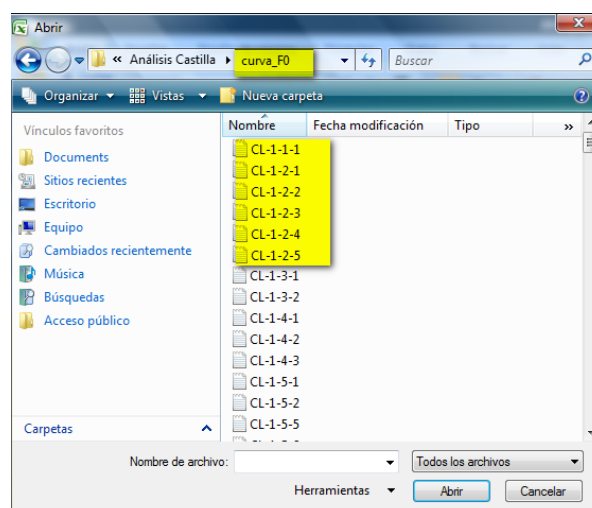 Abrir
« Análisis Castilla curva_F0 Buscar
Organizar Vistas Nueva carpeta
Vínculos favoritos
Documents
Sitios recientes
Escritorio
Equipo
Cambiados recientemente
Música
Búsquedas
Acceso público
Carpetas
Nombre Fecha modificación Tipo »
CL-1-1-1
CL-1-2-1
CL-1-2-2
CL-1-2-3
CL-1-2-4
CL-1-2-5
CL-1-3-1
CL-1-3-2
CL-1-4-1
CL-1-4-2
CL-1-4-3
CL-1-5-1
CL-1-5-2
CL-1-5-5
Nombre de archivo: Todos los archivos
Herramientas Abrir Cancelar